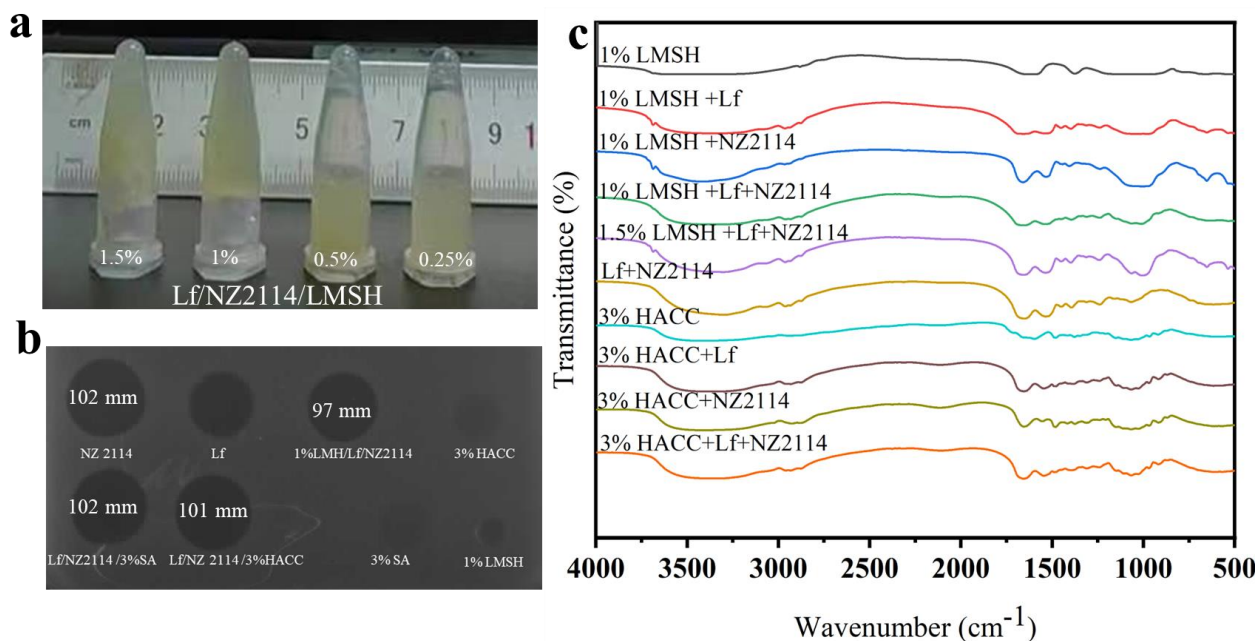 a
cm
2
3
5
7
8
9
1
1.5%
1%
0.5%
0.25%
Lf/NZ2114/LMSH
b
102 mm
97 mm
NZ 2114
Lf
1%LMH/Lf/NZ2114
3% HACC
102 mm
101 mm
Lf/NZ2114 /3%SA
Lf/NZ 2114 /3%HACC
3% SA
1% LMSH
c
Transmittance (%)
1% LMSH
1% LMSH +Lf
1% LMSH +NZ2114
1% LMSH +Lf+NZ2114
1.5% LMSH +Lf+NZ2114
Lf+NZ2114
3% HACC
3% HACC+Lf
3% HACC+NZ2114
3% HACC+Lf+NZ2114
4000 3500 3000 2500 2000 1500 1000 500
Wavenumber (cm⁻¹)